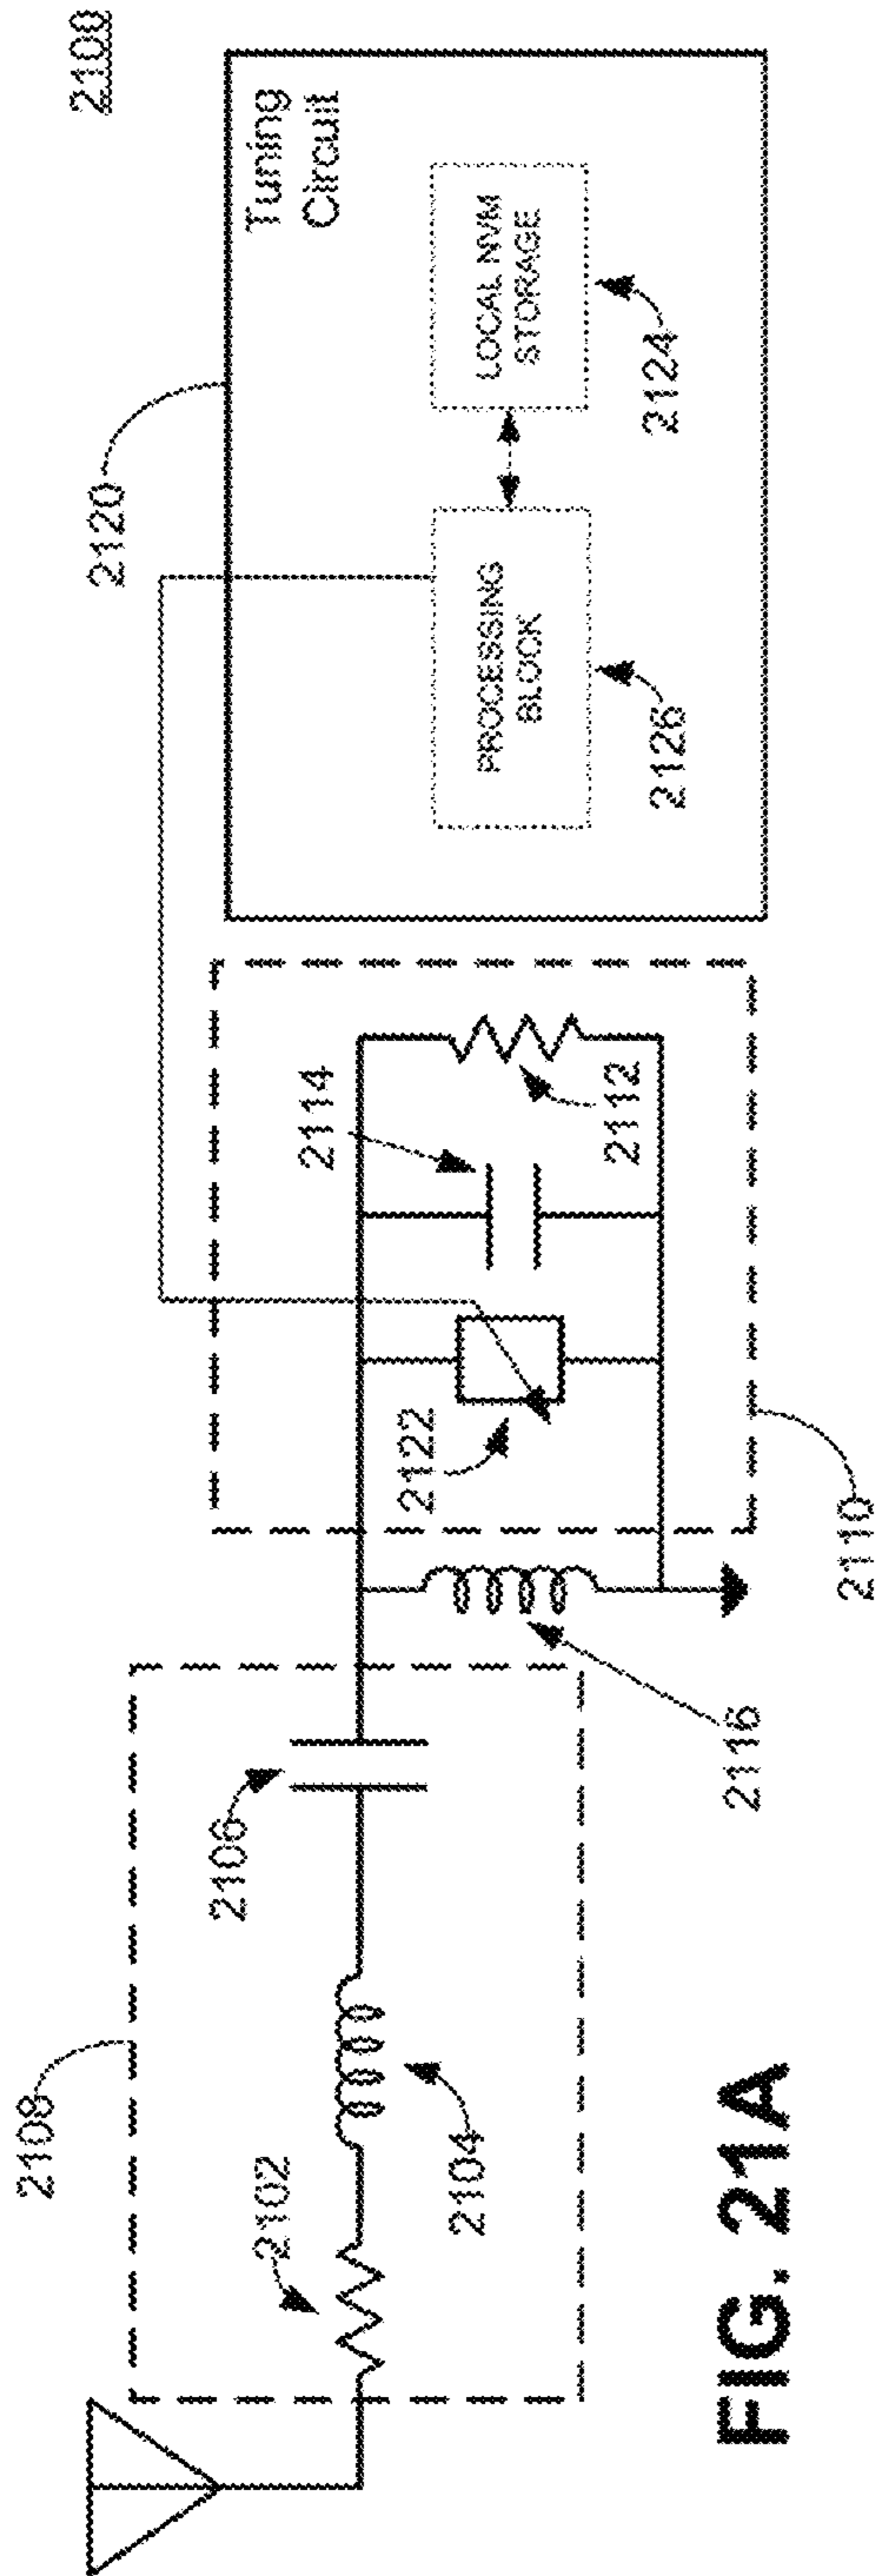 2100
2120
Tuning
Circuit
PROCESSING
BLOCK
LOCAL NVM
STORAGE
2126
2124
2108
2102
2104
2106
2116
2122
2114
2112
2110
FIG. 21A